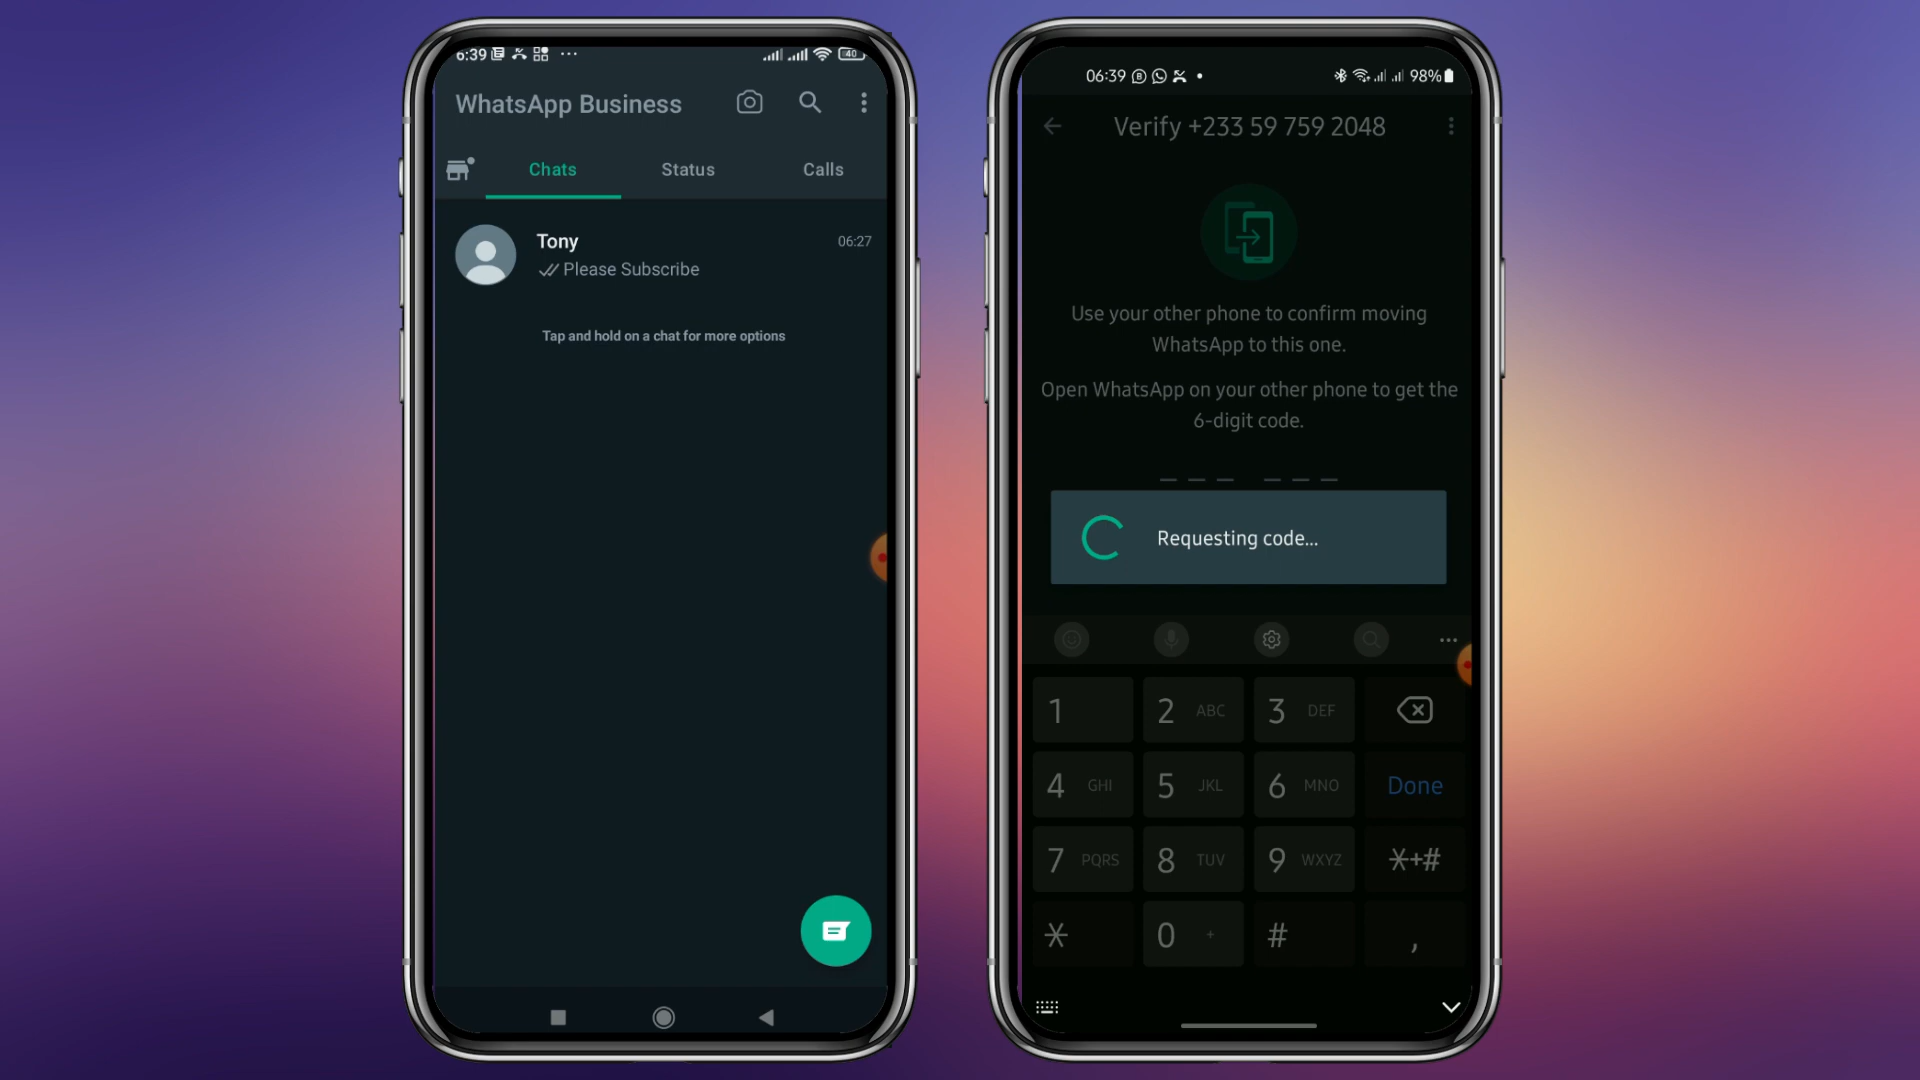 6:39
40
WhatsApp Business
Chats
Status
Calls
Tony
06:27
Please Subscribe
Tap and hold on a chat for more options
06:39
98%
Verify +233 59 759 2048
Use your other phone to confirm moving
WhatsApp to this one.
Open WhatsApp on your other phone to get the
6-digit code.
Requesting code...
1
2 ABC
3 DEF
4 GHI
5 JKL
6 MNO
Done
7 PQRS
8 TUV
9 WXYZ
*+#
*
0 +
#
,